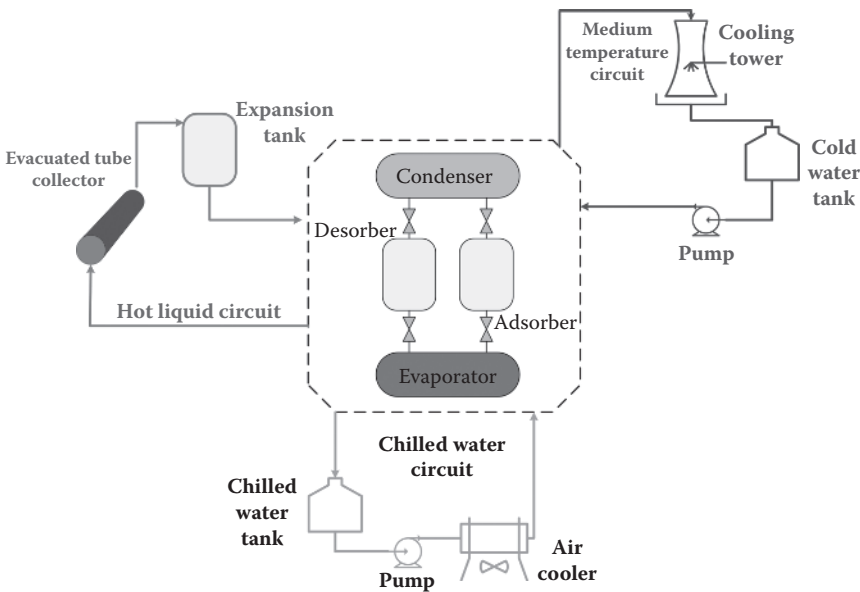 Medium
temperature
circuit
Cooling
tower
Expansion
tank
Evacuated tube
collector
Condenser
Cold
water
tank
Desorber
Pump
Hot liquid circuit
Adsorber
Evaporator
Chilled water
circuit
Chilled
water
tank
Air
cooler
Pump